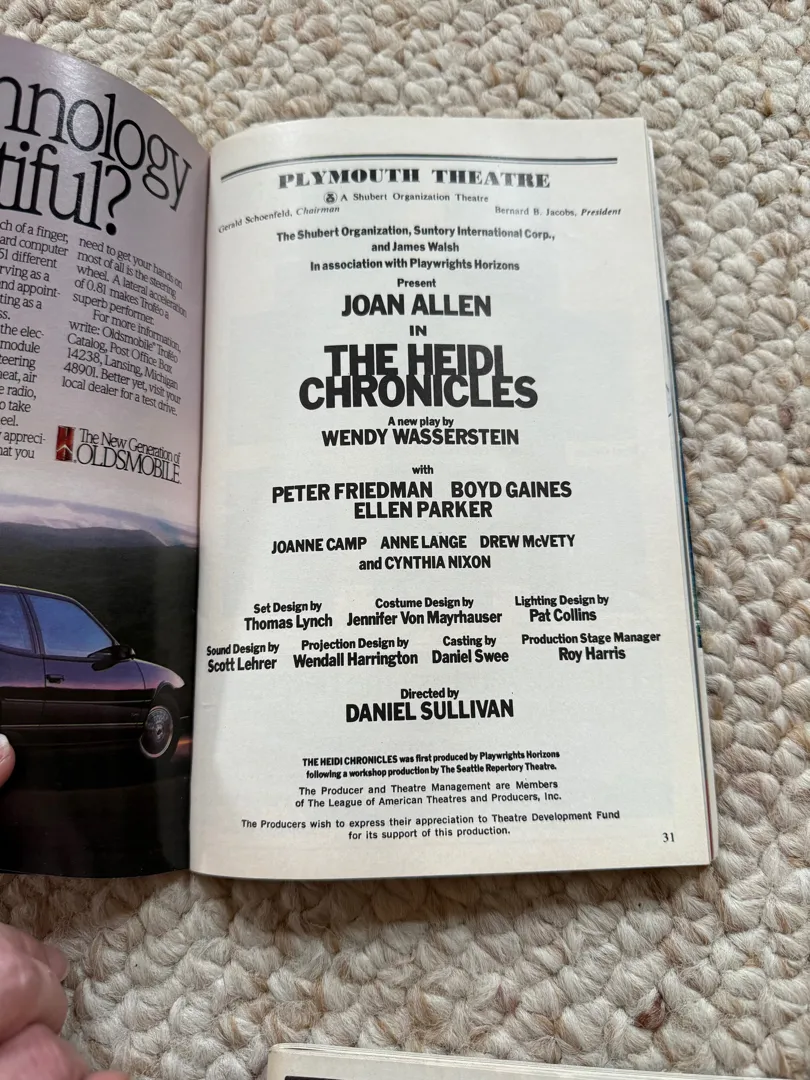 hnology
tiful?
ch of a finger,
ard computer
51 different
rving as a
nd appoint-
ting as a
ss.
the elec-
module
teering
heat, air
e radio,
o take
eel.
appreci-
hat you
need to get your hands on
most of all is the steering
wheel. A lateral acceleration
of 0.81 makes Troféo a
superb performer.
For more information,
write: Oldsmobile® Troféo
Catalog, Post Office Box
14238, Lansing, Michigan
48901. Better yet, visit your
local dealer for a test drive.
The New Generation of
OLDSMOBILE
PLYMOUTH THEATRE
A Shubert Organization Theatre
Gerald Schoenfeld, Chairman Bernard B. Jacobs, President
The Shubert Organization, Suntory International Corp.,
and James Walsh
In association with Playwrights Horizons
Present
JOAN ALLEN
IN
THE HEIDI
CHRONICLES
A new play by
WENDY WASSERSTEIN
with
PETER FRIEDMAN BOYD GAINES
ELLEN PARKER
JOANNE CAMP ANNE LANGE DREW McVETY
and CYNTHIA NIXON
Set Design by Costume Design by Lighting Design by
Thomas Lynch Jennifer Von Mayrhauser Pat Collins
Sound Design by Projection Design by Casting by Production Stage Manager
Scott Lehrer Wendall Harrington Daniel Swee Roy Harris
Directed by
DANIEL SULLIVAN
THE HEIDI CHRONICLES was first produced by Playwrights Horizons
following a workshop production by The Seattle Repertory Theatre.
The Producer and Theatre Management are Members
of The League of American Theatres and Producers, Inc.
The Producers wish to express their appreciation to Theatre Development Fund
for its support of this production.
31